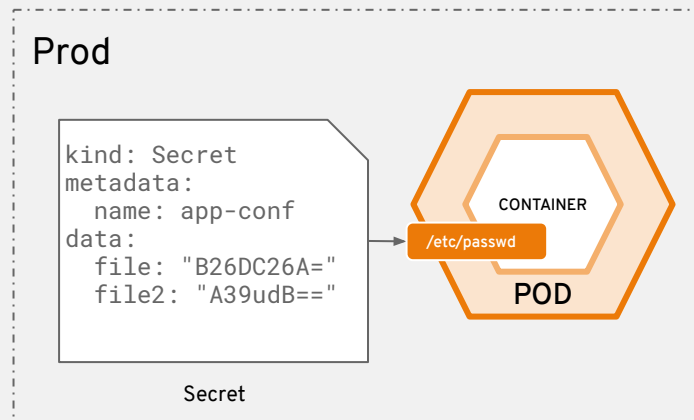 Prod
kind: Secret
metadata:
  name: app-conf
data:
  file: "B26DC26A="
  file2: "A39udB=="
Secret
CONTAINER
/etc/passwd
POD